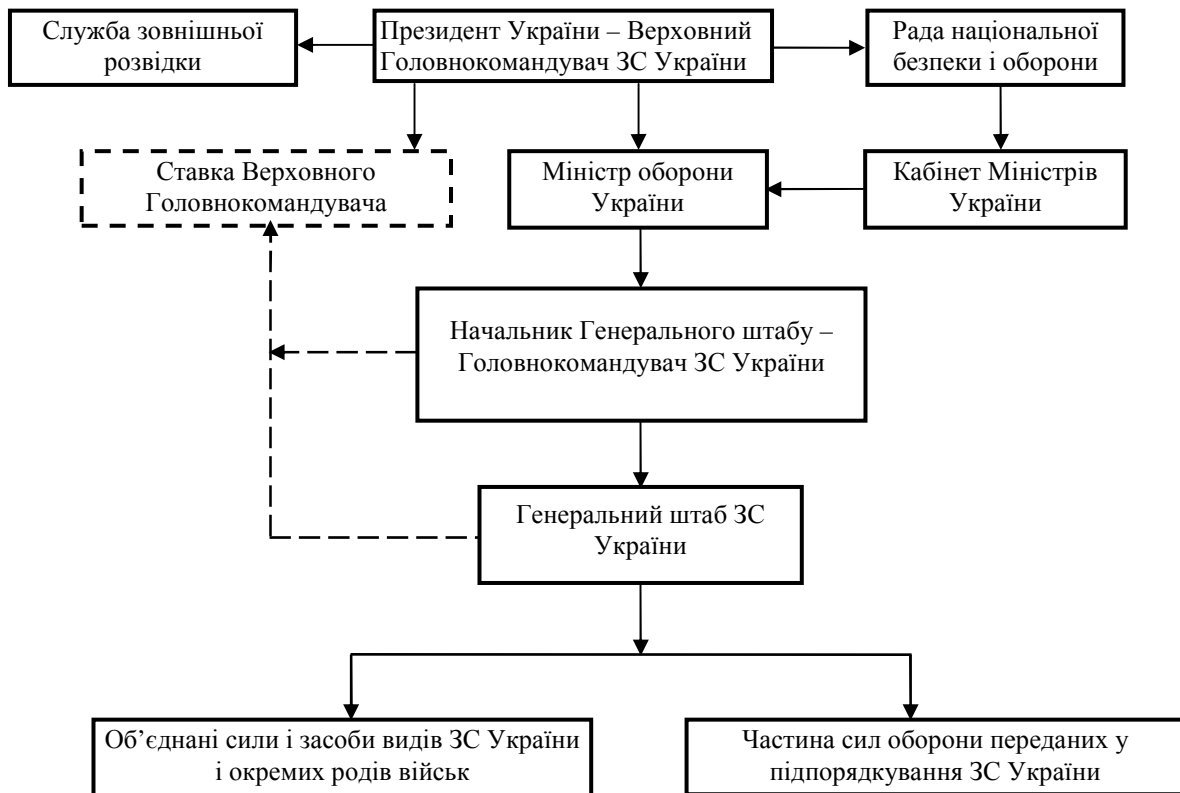 Служба зовнішньої
розвідки
Президент України – Верховний
Головнокомандувач ЗС України
Рада національної
безпеки і оборони
Ставка Верховного
Головнокомандувача
Міністр оборони
України
Кабінет Міністрів
України
Начальник Генерального штабу –
Головнокомандувач ЗС України
Генеральний штаб ЗС
України
Об’єднані сили і засоби видів ЗС України
і окремих родів військ
Частина сил оборони переданих у
підпорядкування ЗС України